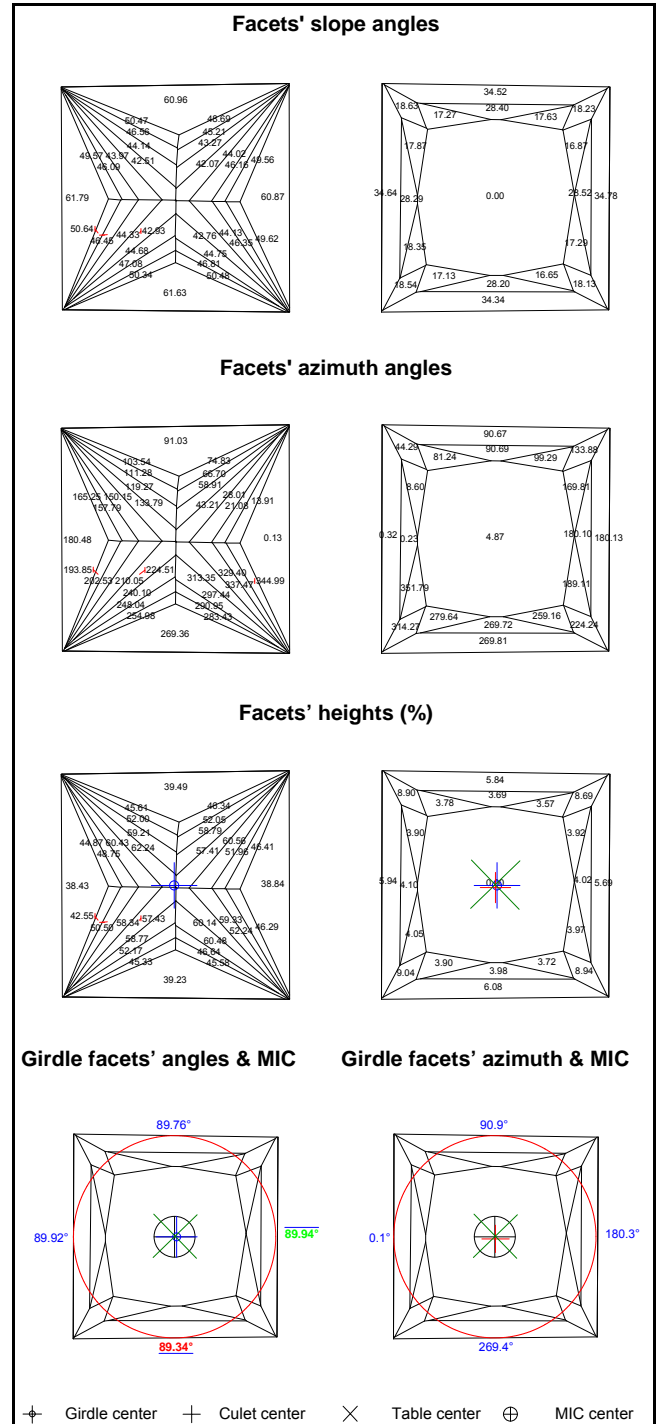 Facets' slope angles
60.96 34.52
50.47 48.69 18.63 28.40 18.23
46.56 45.21 17.27 17.63
44.14 43.27 17.87 16.87
49.57 43.97 42.51 42.07 44.02 49.56
46.09 46.16
61.79 60.87 34.64 28.29 0.00 28.52 34.78
50.64 44.33 42.93 42.76 44.13 49.62
46.45 46.35 18.35 17.29
44.68 44.75
47.08 46.81 17.13 16.65
50.34 50.48 18.54 28.20 18.13
61.63 34.34
Facets' azimuth angles
91.03 90.67
103.54 74.83 44.29 90.69 133.88
111.28 66.70 81.24 99.29
119.27 58.91
165.25 150.15 133.79 43.21 28.01 13.91 8.60 169.81
157.79 21.08
180.48 0.13 0.32 0.23 4.87 180.10 180.13
193.85 224.51 329.40 344.99
202.53 210.05 313.35 337.47 351.79 189.11
240.10 297.44
248.04 290.95 279.64 259.16
254.98 283.43 314.27 269.72 224.24
269.36 269.81
Facets’ heights (%)
39.49 5.84
45.61 46.34 8.90 3.69 8.69
52.00 52.05 3.78 3.57
59.21 58.79 3.90 3.92
44.87 60.43 62.24 57.41 60.56 46.41
48.75 51.96
38.43 38.84 5.94 4.10 4.02 5.69
42.55 58.34 57.43 60.14 59.33 46.29
50.50 52.24 4.05 3.97
58.77 60.48
52.17 46.64 3.90 3.72
45.33 45.58 9.04 3.98 8.94
39.23 6.08
Girdle facets’ angles & MIC Girdle facets’ azimuth & MIC
89.76° 90.9°
89.92° 89.94° 0.1° 180.3°
89.34° 269.4°
Girdle center Culet center Table center MIC center